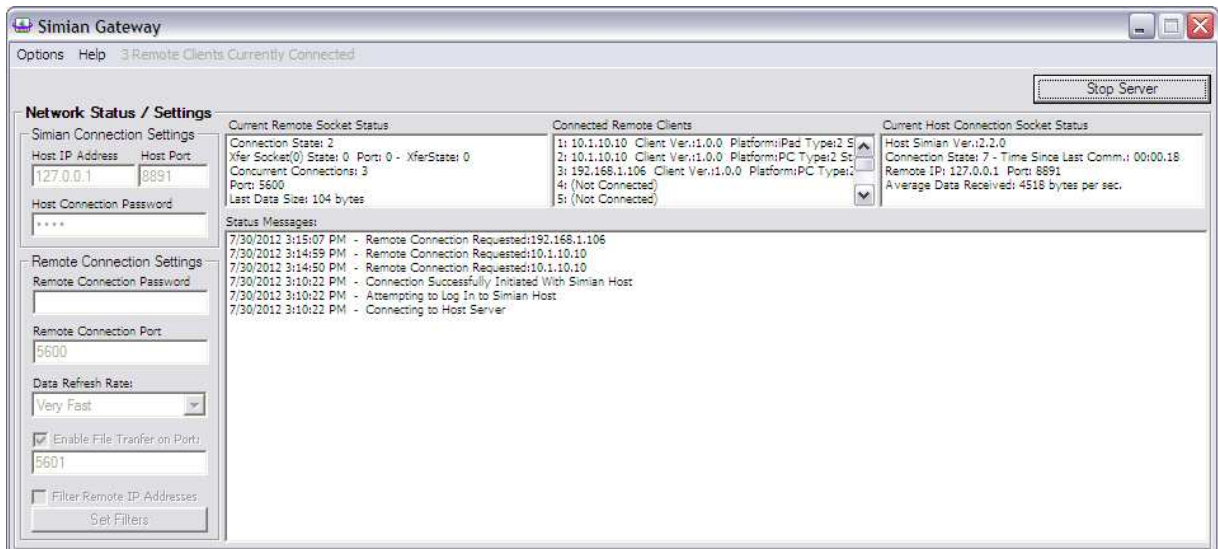 Simian Gateway
Options Help 3 Remote Clients Currently Connected
Stop Server
Network Status / Settings
Simian Connection Settings
Host IP Address Host Port
127.0.0.1 8891
Host Connection Password
****
Remote Connection Settings
Remote Connection Password
Remote Connection Port
5600
Data Refresh Rate:
Very Fast
Enable File Tranfer on Port:
5601
Filter Remote IP Addresses
Set Filters
Current Remote Socket Status
Connection State: 2
Xfer Socket(0) State: 0 Port: 0 - XferState: 0
Concurrent Connections: 3
Port: 5600
Last Data Size: 104 bytes
Connected Remote Clients
1: 10.1.10.10 Client Ver.:1.0.0 Platform:iPad Type:2 S
2: 10.1.10.10 Client Ver.:1.0.0 Platform:PC Type:2 St
3: 192.168.1.106 Client Ver.:1.0.0 Platform:PC Type:2
4: (Not Connected)
5: (Not Connected)
Current Host Connection Socket Status
Host Simian Ver.:2.2.0
Connection State: 7 - Time Since Last Comm.: 00:00.18
Remote IP: 127.0.0.1 Port: 8891
Average Data Received: 4518 bytes per sec.
Status Messages:
7/30/2012 3:15:07 PM - Remote Connection Requested:192.168.1.106
7/30/2012 3:14:59 PM - Remote Connection Requested:10.1.10.10
7/30/2012 3:14:50 PM - Remote Connection Requested:10.1.10.10
7/30/2012 3:10:22 PM - Connection Successfully Initiated With Simian Host
7/30/2012 3:10:22 PM - Attempting to Log In to Simian Host
7/30/2012 3:10:22 PM - Connecting to Host Server